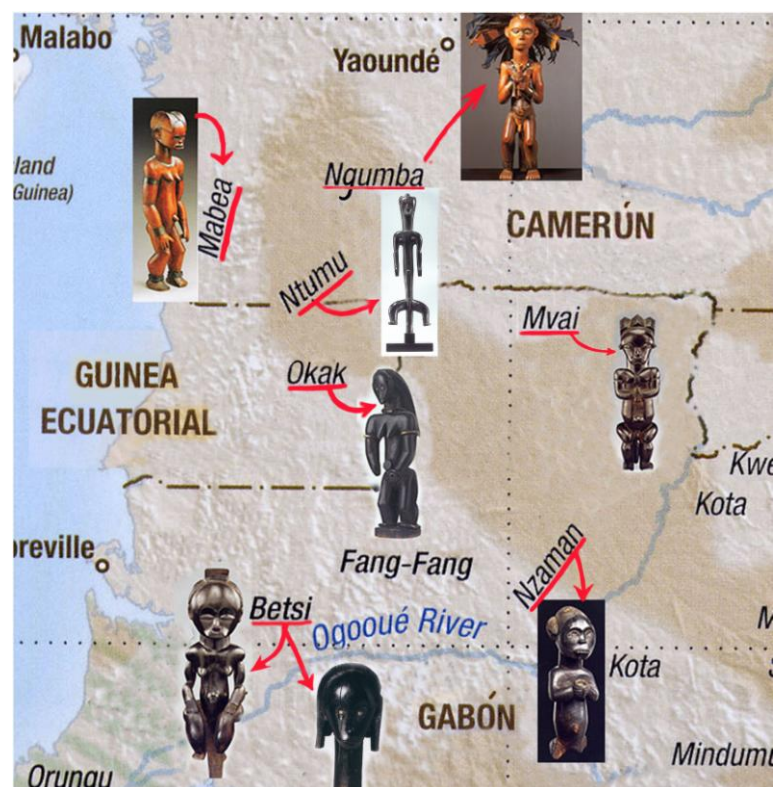 Malabo
Yaoundé
land
Guinea)
Mabea
Ngumba
CAMERÚN
Ntumu
Mvai
Okak
GUINEA
ECUATORIAL
Kwe
Kota
oreville
Fang-Fang
Nzaman
Betsi
Ogooué River
Kota
GABÓN
Mindumu
Orungu